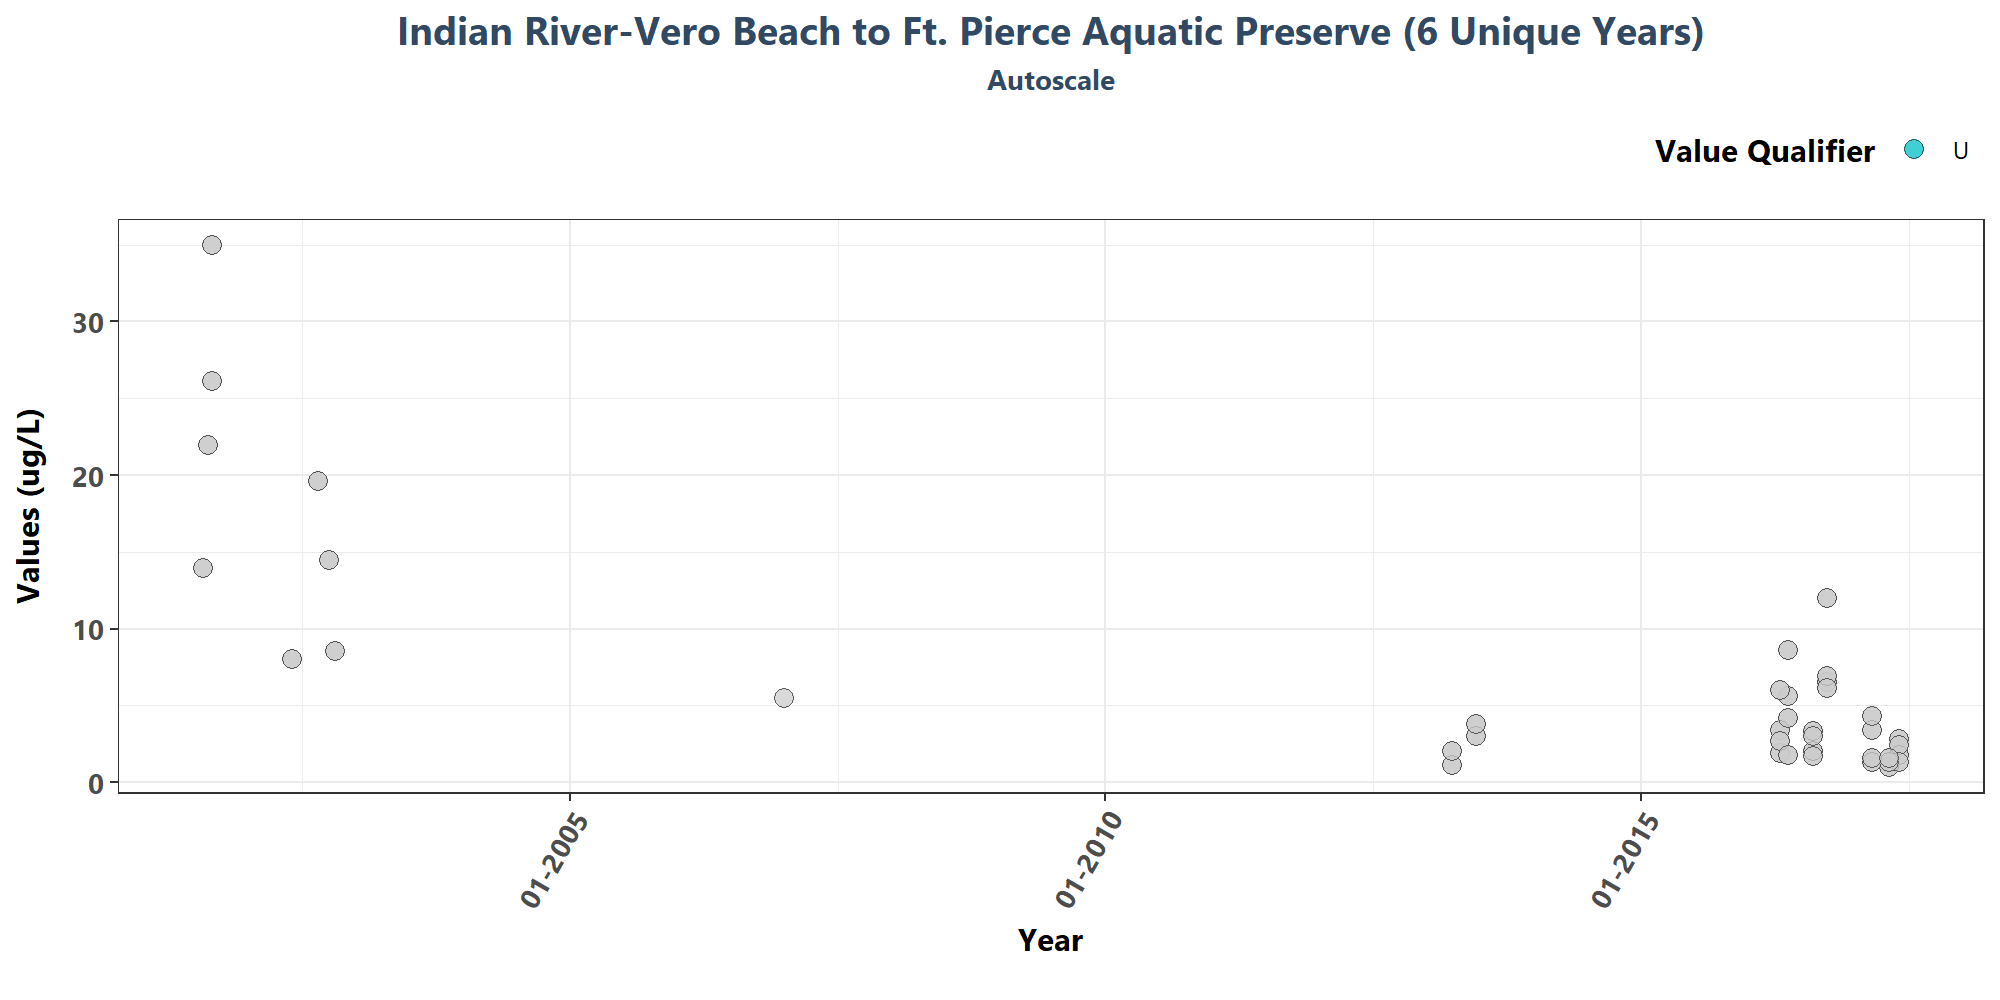 Indian River-Vero Beach to Ft. Pierce Aquatic Preserve (6 Unique Years)
Autoscale
Value Qualifier U
Values (ug/L)
30
20
10
0
01-2005
01-2010
01-2015
Year